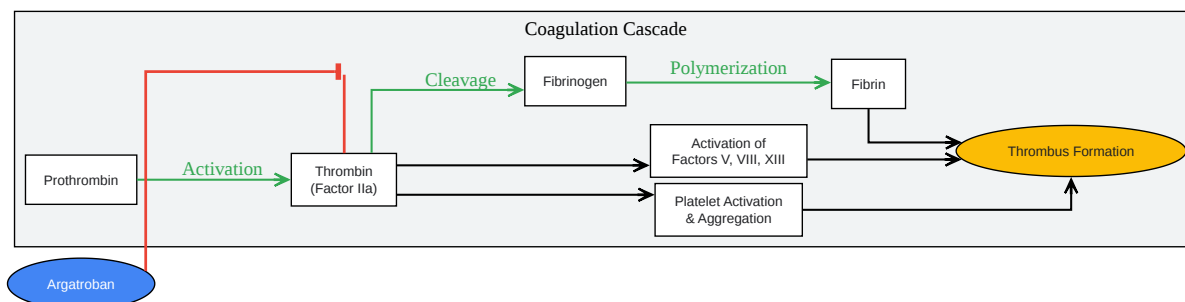 Coagulation Cascade
Cleavage
Fibrinogen
Polymerization
Fibrin
Activation of
Factors V, VIII, XIII
Thrombus Formation
Prothrombin
Activation
Thrombin
(Factor IIa)
Platelet Activation
& Aggregation
Argatroban